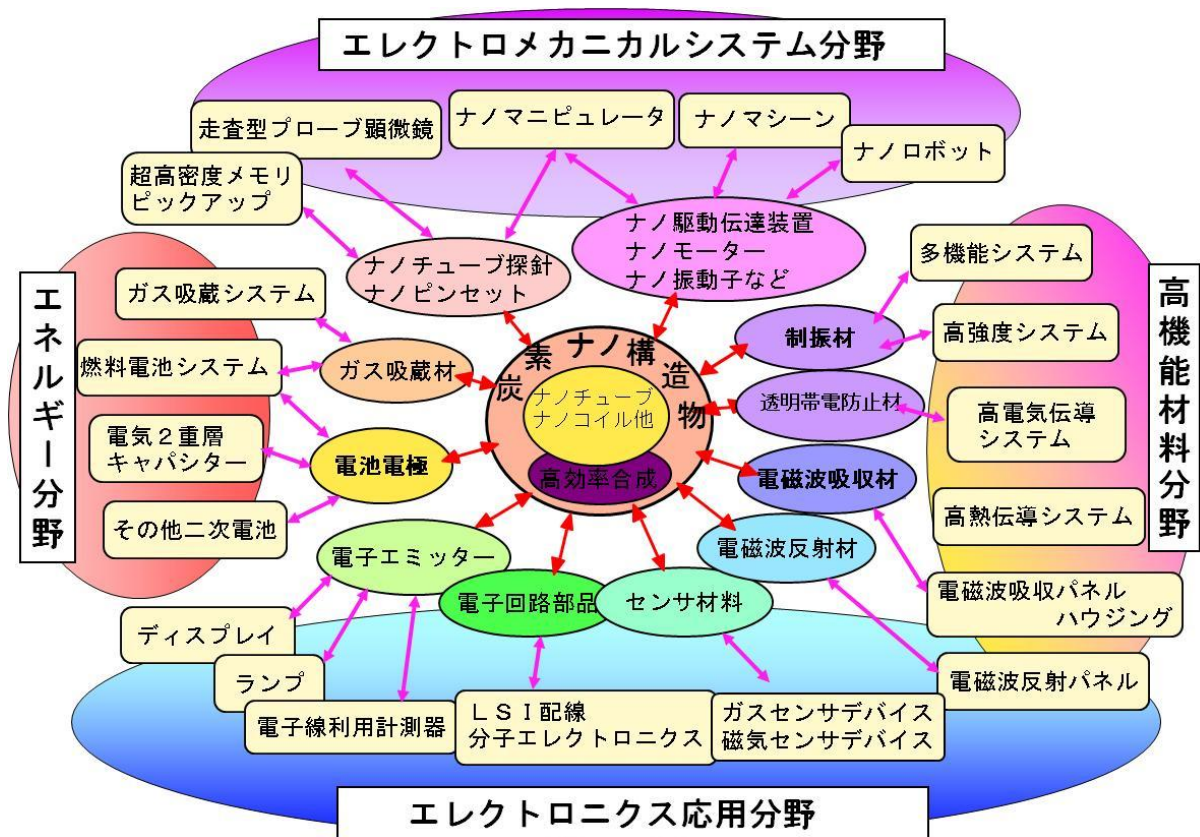 エレクトロメカニカルシステム分野
走査型プローブ顕微鏡
ナノマニピュレータ
ナノマシーン
ナノロボット
超高密度メモリ
ピックアップ
ナノチューブ探針
ナノピンセット
ナノ駆動伝達装置
ナノモーター
ナノ振動子など
エネルギー分野
ガス吸蔵システム
燃料電池システム
電気２重層
キャパシター
その他二次電池
ガス吸蔵材
電池電極
炭素ナノ構造物
ナノチューブ
ナノコイル他
高効率合成
制振材
透明帯電防止材
電磁波吸収材
電磁波反射材
多機能システム
高強度システム
高電気伝導
システム
高熱伝導システム
電磁波吸収パネル
ハウジング
電磁波反射パネル
高機能材料分野
電子エミッター
電子回路部品
センサ材料
ディスプレイ
ランプ
電子線利用計測器
ＬＳＩ配線
分子エレクトロニクス
ガスセンサデバイス
磁気センサデバイス
エレクトロニクス応用分野